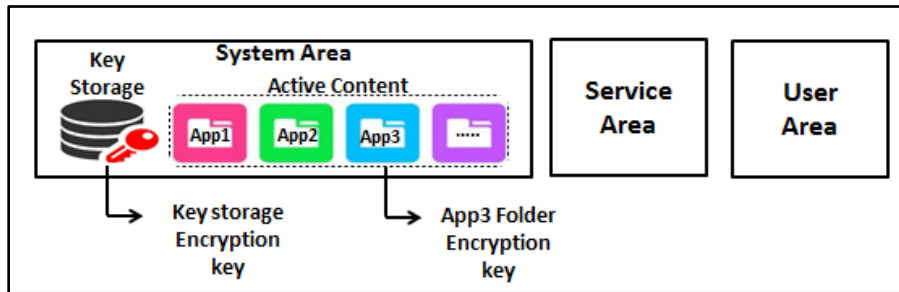 Key
Storage
System Area
Active Content
App1
App2
App3
.....
Service
Area
User
Area
Key storage
Encryption
key
App3 Folder
Encryption
key